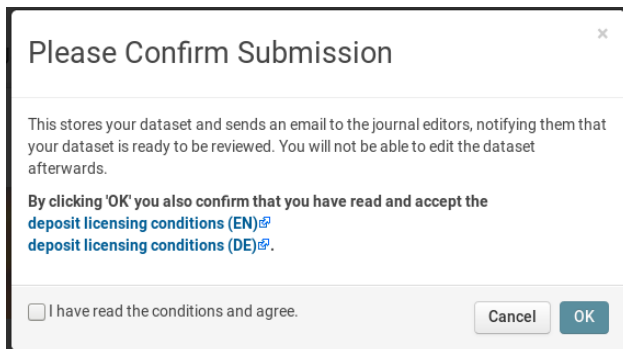 Please Confirm Submission
×
This stores your dataset and sends an email to the journal editors, notifying them that
your dataset is ready to be reviewed. You will not be able to edit the dataset
afterwards.
By clicking 'OK' you also confirm that you have read and accept the
deposit licensing conditions (EN)
deposit licensing conditions (DE).
I have read the conditions and agree.
Cancel
OK